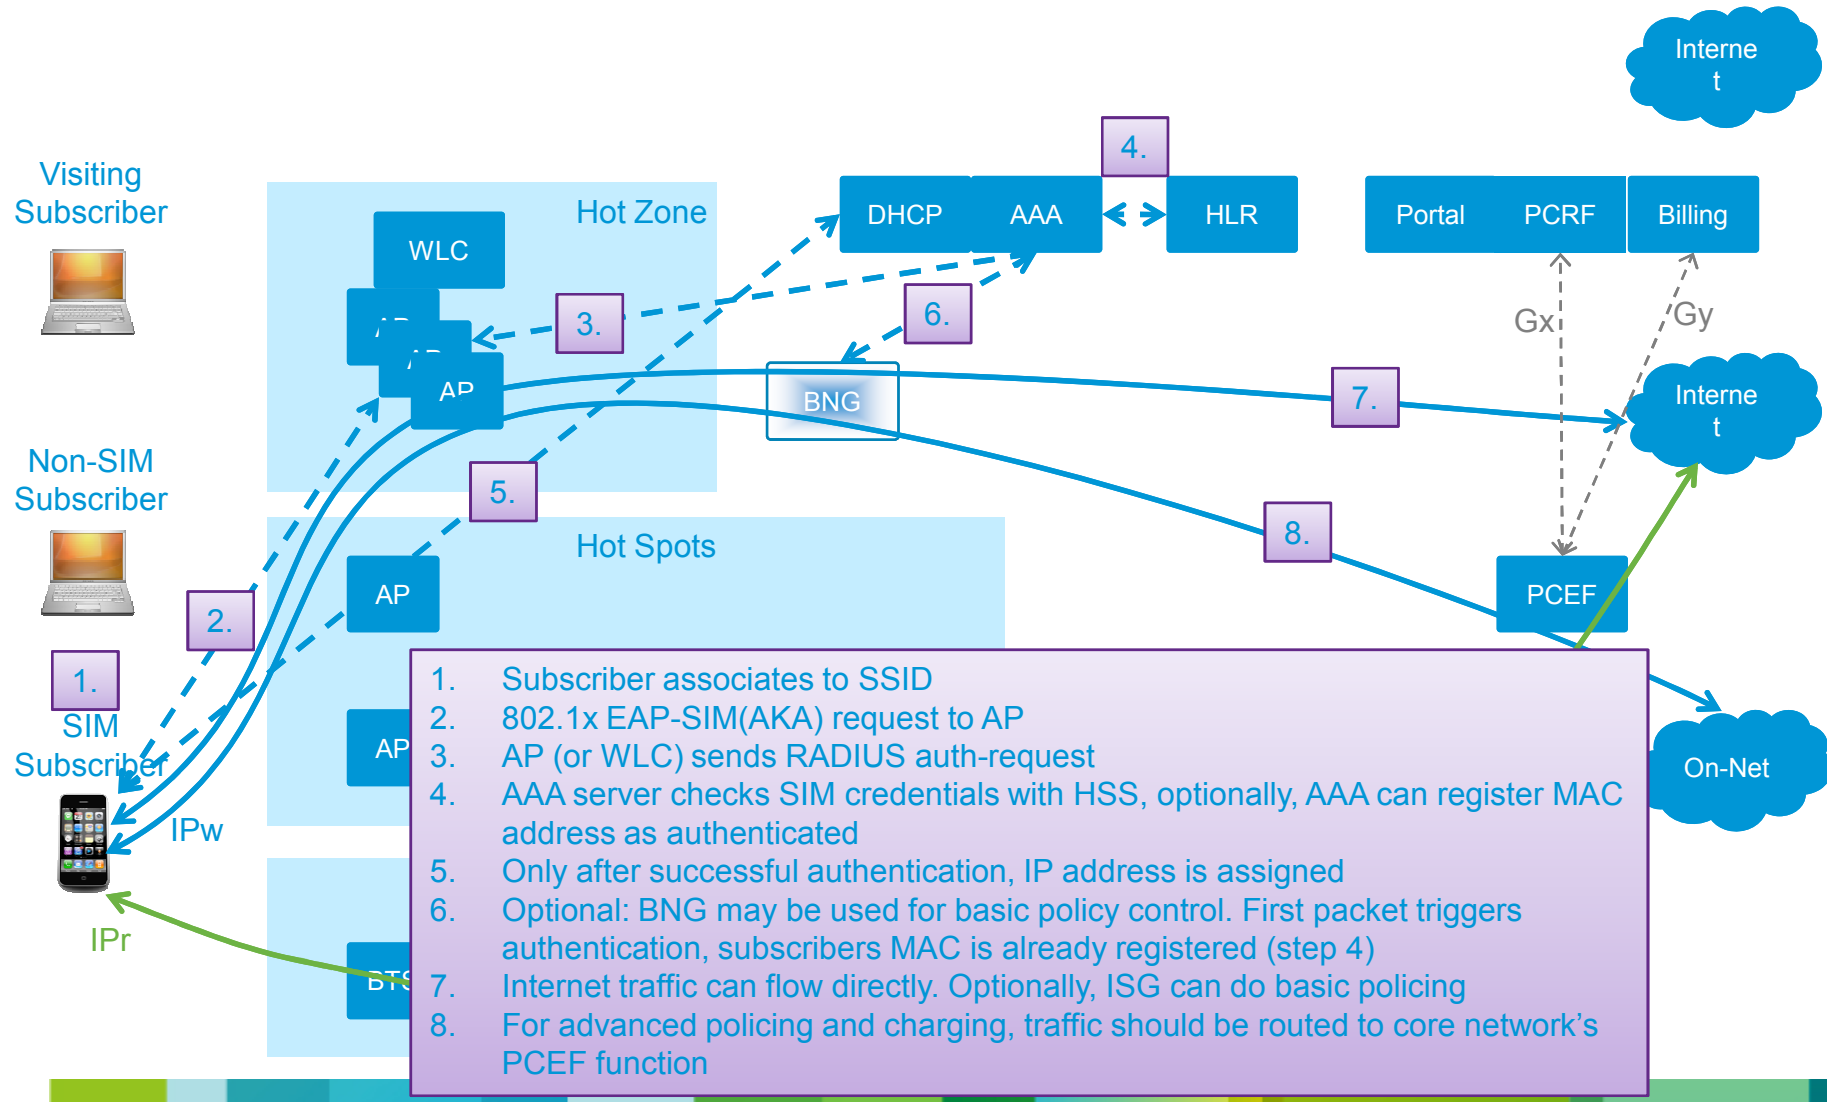 Interne
t
4.
Visiting
Subscriber
Hot Zone
DHCP
AAA
HLR
Portal
PCRF
Billing
WLC
AP
AP
AP
3.
6.
Gx
Gy
BNG
7.
Interne
t
Non-SIM
Subscriber
5.
8.
Hot Spots
AP
PCEF
2.
1.
SIM
Subscriber
AP
On-Net
IPw
IPr
BTS
1. Subscriber associates to SSID
2. 802.1x EAP-SIM(AKA) request to AP
3. AP (or WLC) sends RADIUS auth-request
4. AAA server checks SIM credentials with HSS, optionally, AAA can register MAC
address as authenticated
5. Only after successful authentication, IP address is assigned
6. Optional: BNG may be used for basic policy control. First packet triggers
authentication, subscribers MAC is already registered (step 4)
7. Internet traffic can flow directly. Optionally, ISG can do basic policing
8. For advanced policing and charging, traffic should be routed to core network's
PCEF function